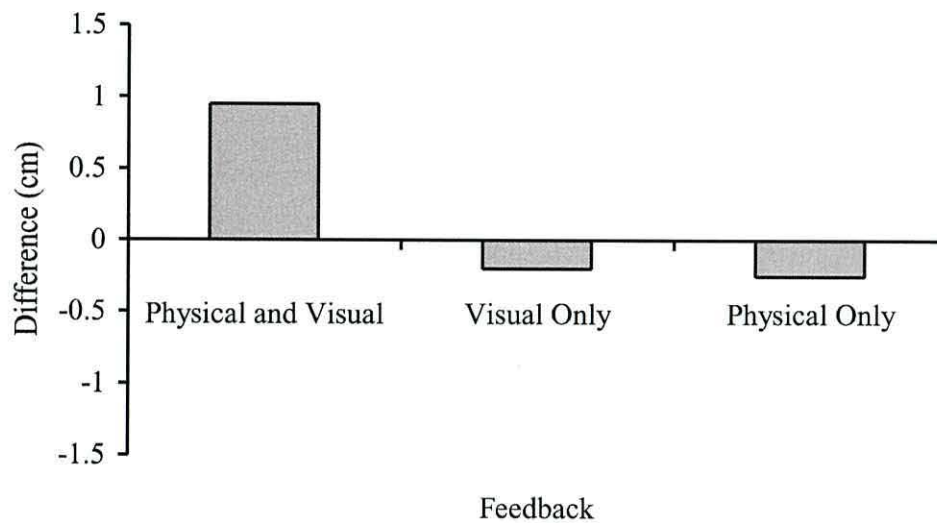 1.5
1
0.5
0
-0.5
-1
-1.5
Difference (cm)
Physical and Visual
Visual Only
Physical Only
Feedback